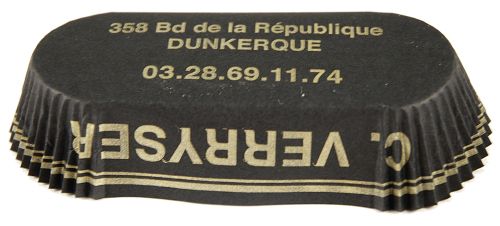 358 Bd de la République
DUNKERQUE
03.28.69.11.74
C. VERRYSER